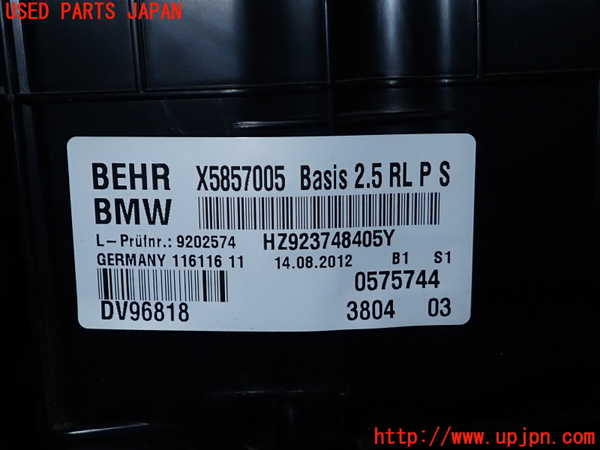 USED PARTS JAPAN
BEHR X5857005 Basis 2.5 RL P S
BMW
L-Prüfnr.: 9202574 HZ923748405Y
GERMANY 116116 11 14.08.2012 B1 S1
0575744
DV96818 3804 03
http://www.upjpn.com/